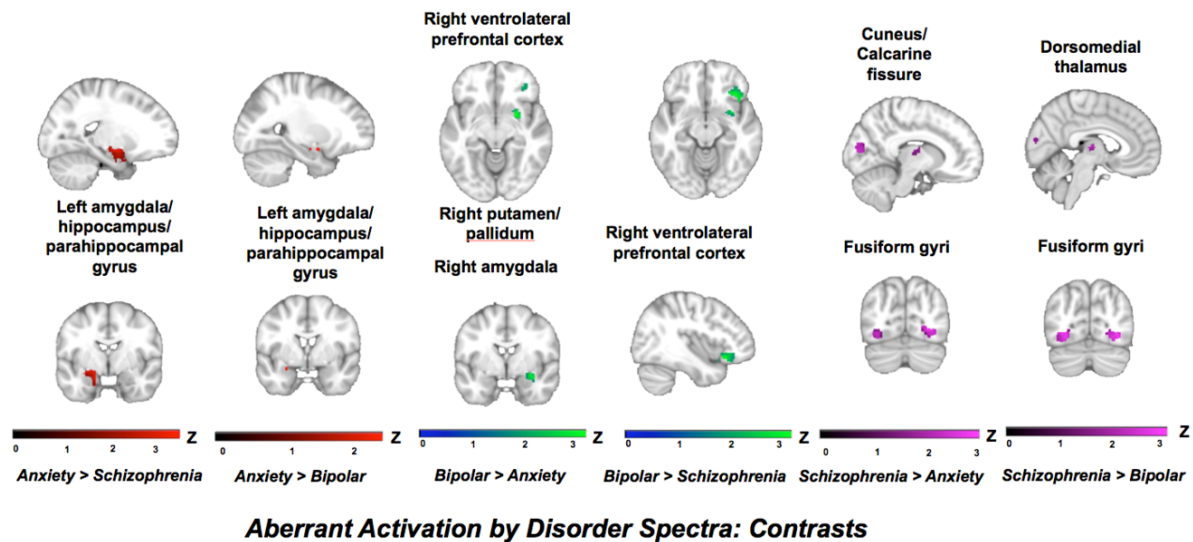 Right ventrolateral
prefrontal cortex
Cuneus/
Calcarine
fissure
Dorsomedial
thalamus
Left amygdala/
hippocampus/
parahippocampal
gyrus
Left amygdala/
hippocampus/
parahippocampal
gyrus
Right putamen/
pallidum
Right amygdala
Right ventrolateral
prefrontal cortex
Fusiform gyri
Fusiform gyri
0 1 2 3 Z
0 1 2 Z
0 1 2 3 Z
0 1 2 3 Z
0 1 2 3 Z
0 1 2 3 Z
Anxiety > Schizophrenia
Anxiety > Bipolar
Bipolar > Anxiety
Bipolar > Schizophrenia
Schizophrenia > Anxiety
Schizophrenia > Bipolar
Aberrant Activation by Disorder Spectra: Contrasts